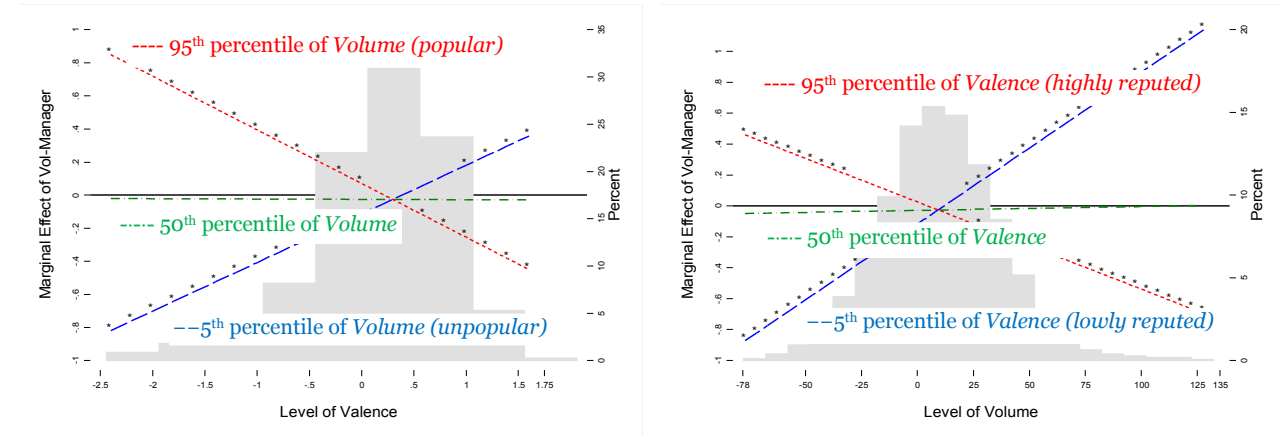 ---- 95th percentile of Volume (popular)
50th percentile of Volume
5th percentile of Volume (unpopular)
Marginal Effect of Vol-Manager
1
.8
.6
.4
.2
0
-.2
-.4
-.6
-.8
-1
Percent
35
30
25
20
15
10
5
0
-2.5 -2 -1.5 -1 -.5 0 .5 1 1.5 1.75
Level of Valence
---- 95th percentile of Valence (highly reputed)
50th percentile of Valence
5th percentile of Valence (lowly reputed)
Marginal Effect of Vol-Manager
1
.8
.6
.4
.2
0
-.2
-.4
-.6
-.8
-1
Percent
20
15
10
5
0
-78 -50 -25 0 25 50 75 100 125 135
Level of Volume